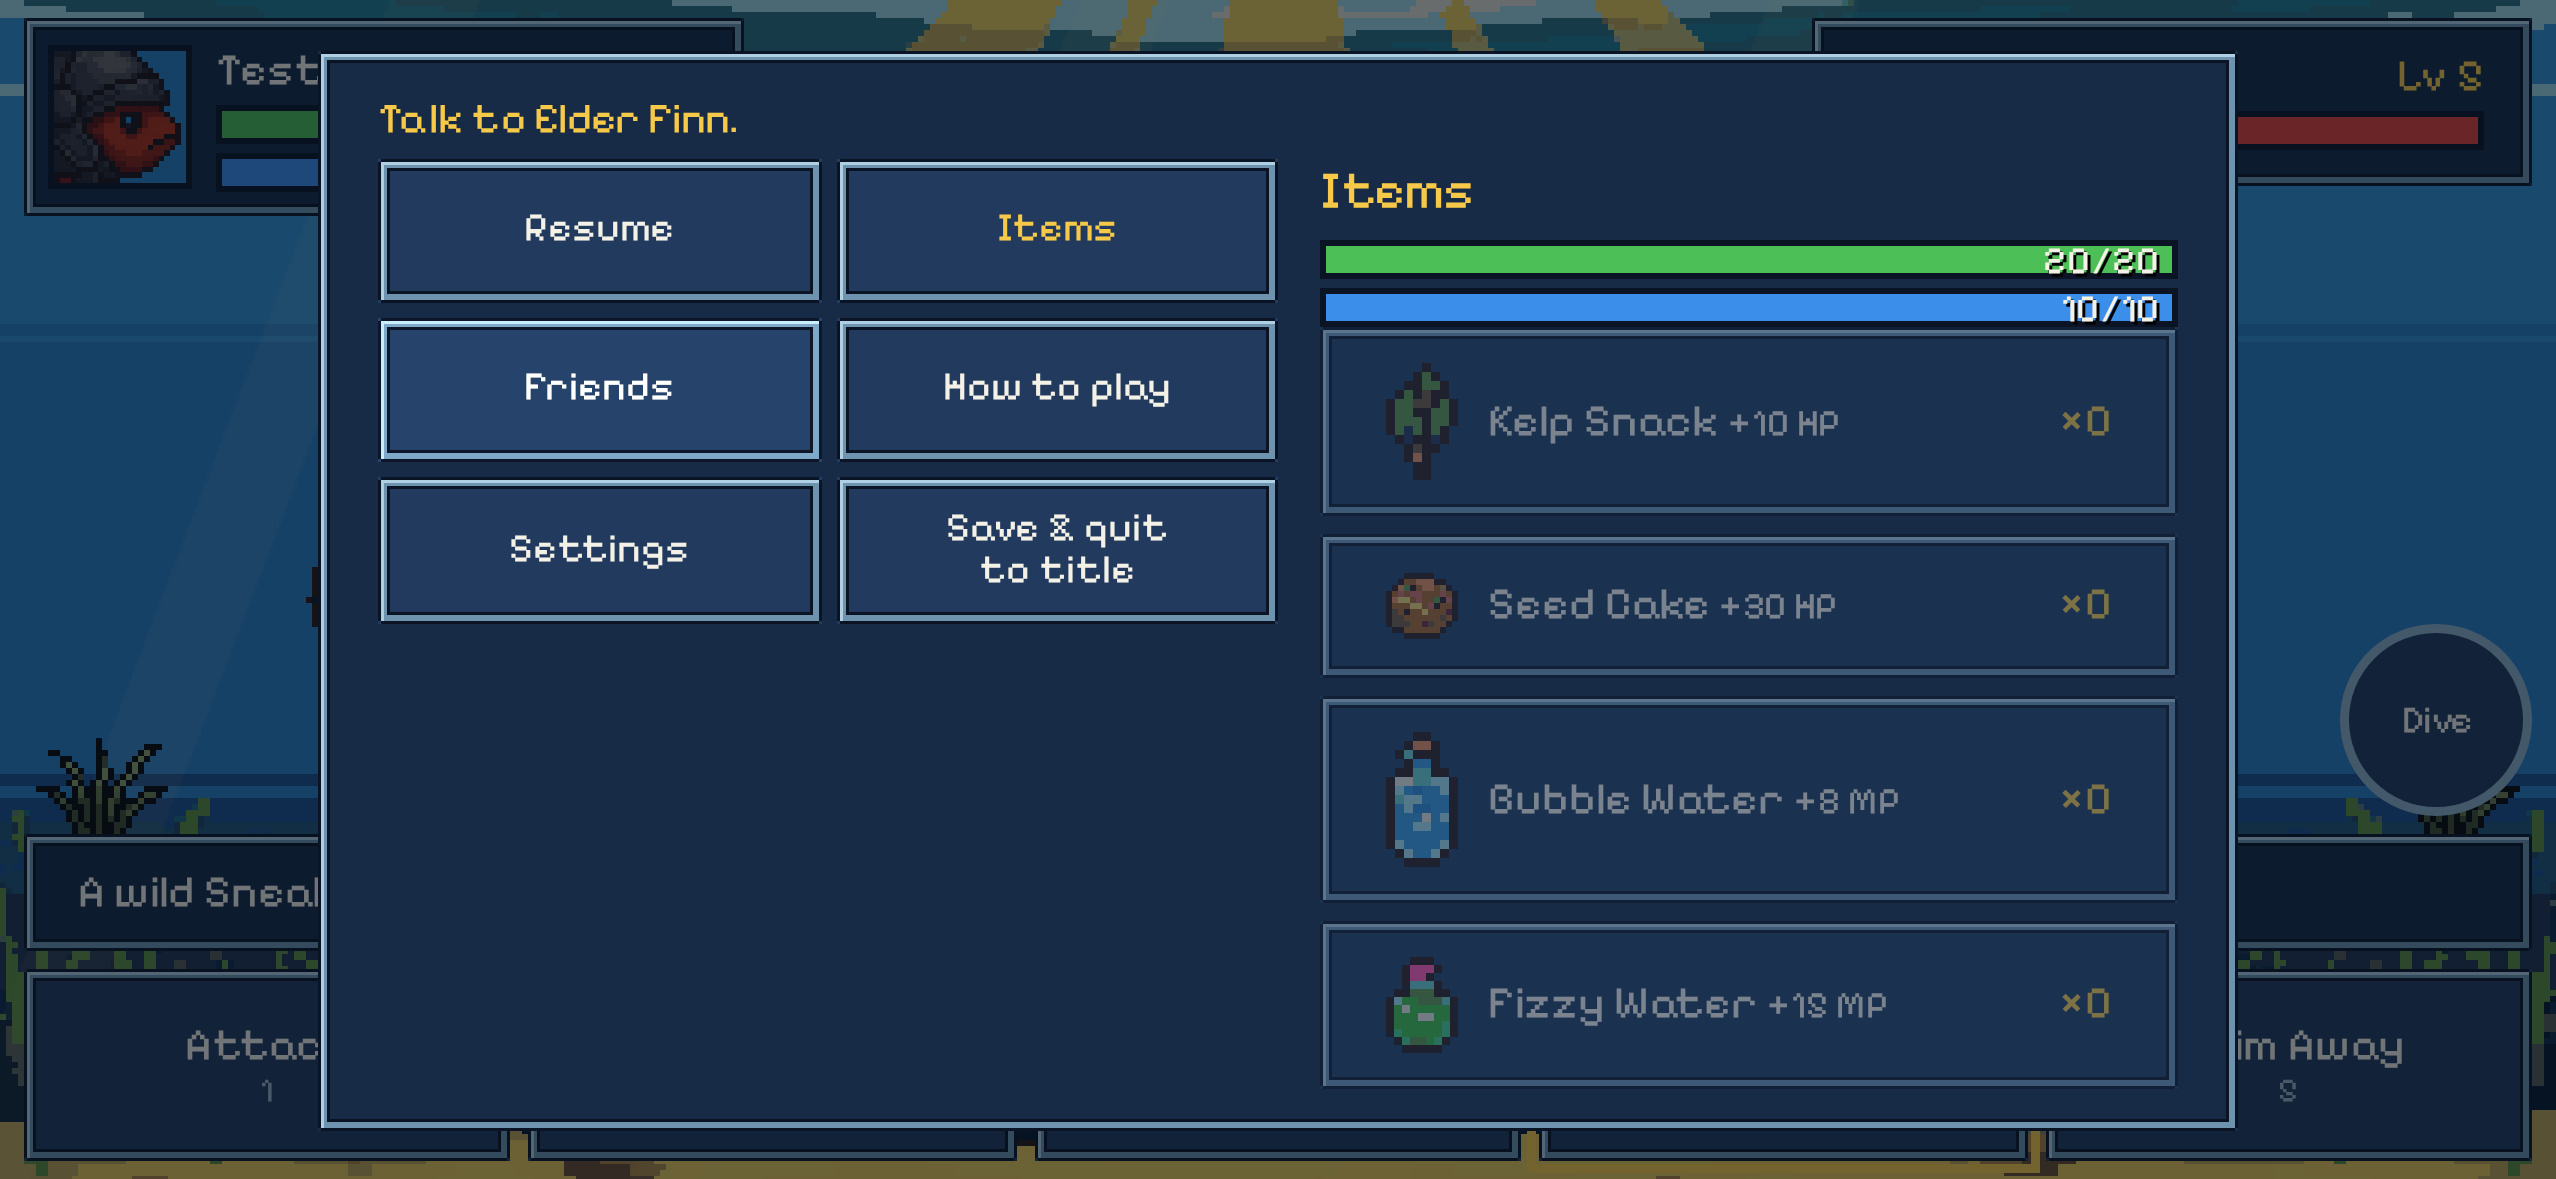 Test
Lv 8
Talk to Elder Finn.
Resume
Items
Friends
How to play
Settings
Save & quit
to title
Items
20/20
10/10
Kelp Snack +10 HP ×0
Seed Cake +30 HP ×0
Bubble Water +8 MP ×0
Fizzy Water +18 MP ×0
Dive
A wild
Attac
1
im Away